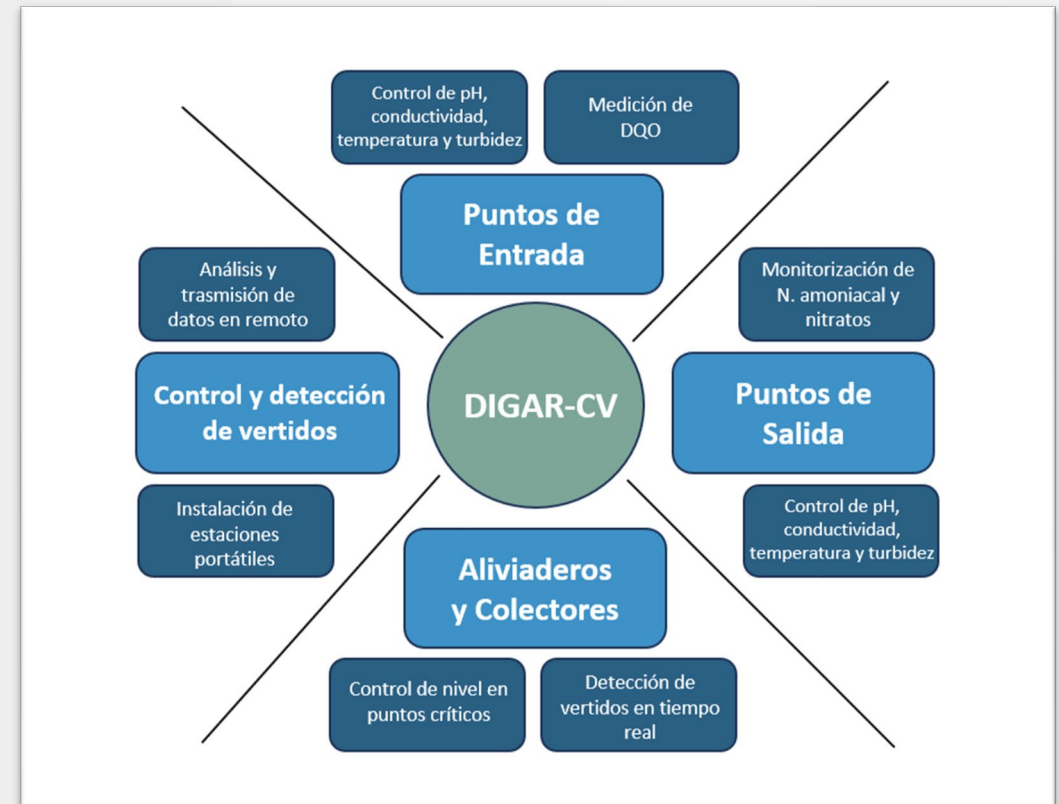 Control de pH,
conductividad,
temperatura y turbidez
Medición de
DQO
Puntos de
Entrada
Análisis y
trasmisión de
datos en remoto
Control y detección
de vertidos
Instalación de
estaciones
portátiles
DIGAR-CV
Monitorización de
N. amoniacal y
nitratos
Puntos de
Salida
Control de pH,
conductividad,
temperatura y turbidez
Aliviaderos
y Colectores
Control de nivel en
puntos críticos
Detección de
vertidos en tiempo
real